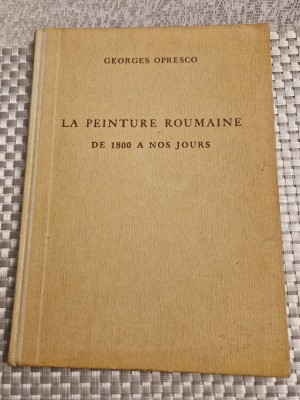 GEORGES OPRESCO
LA PEINTURE ROUMAINE
DE 1800 A NOS JOURS